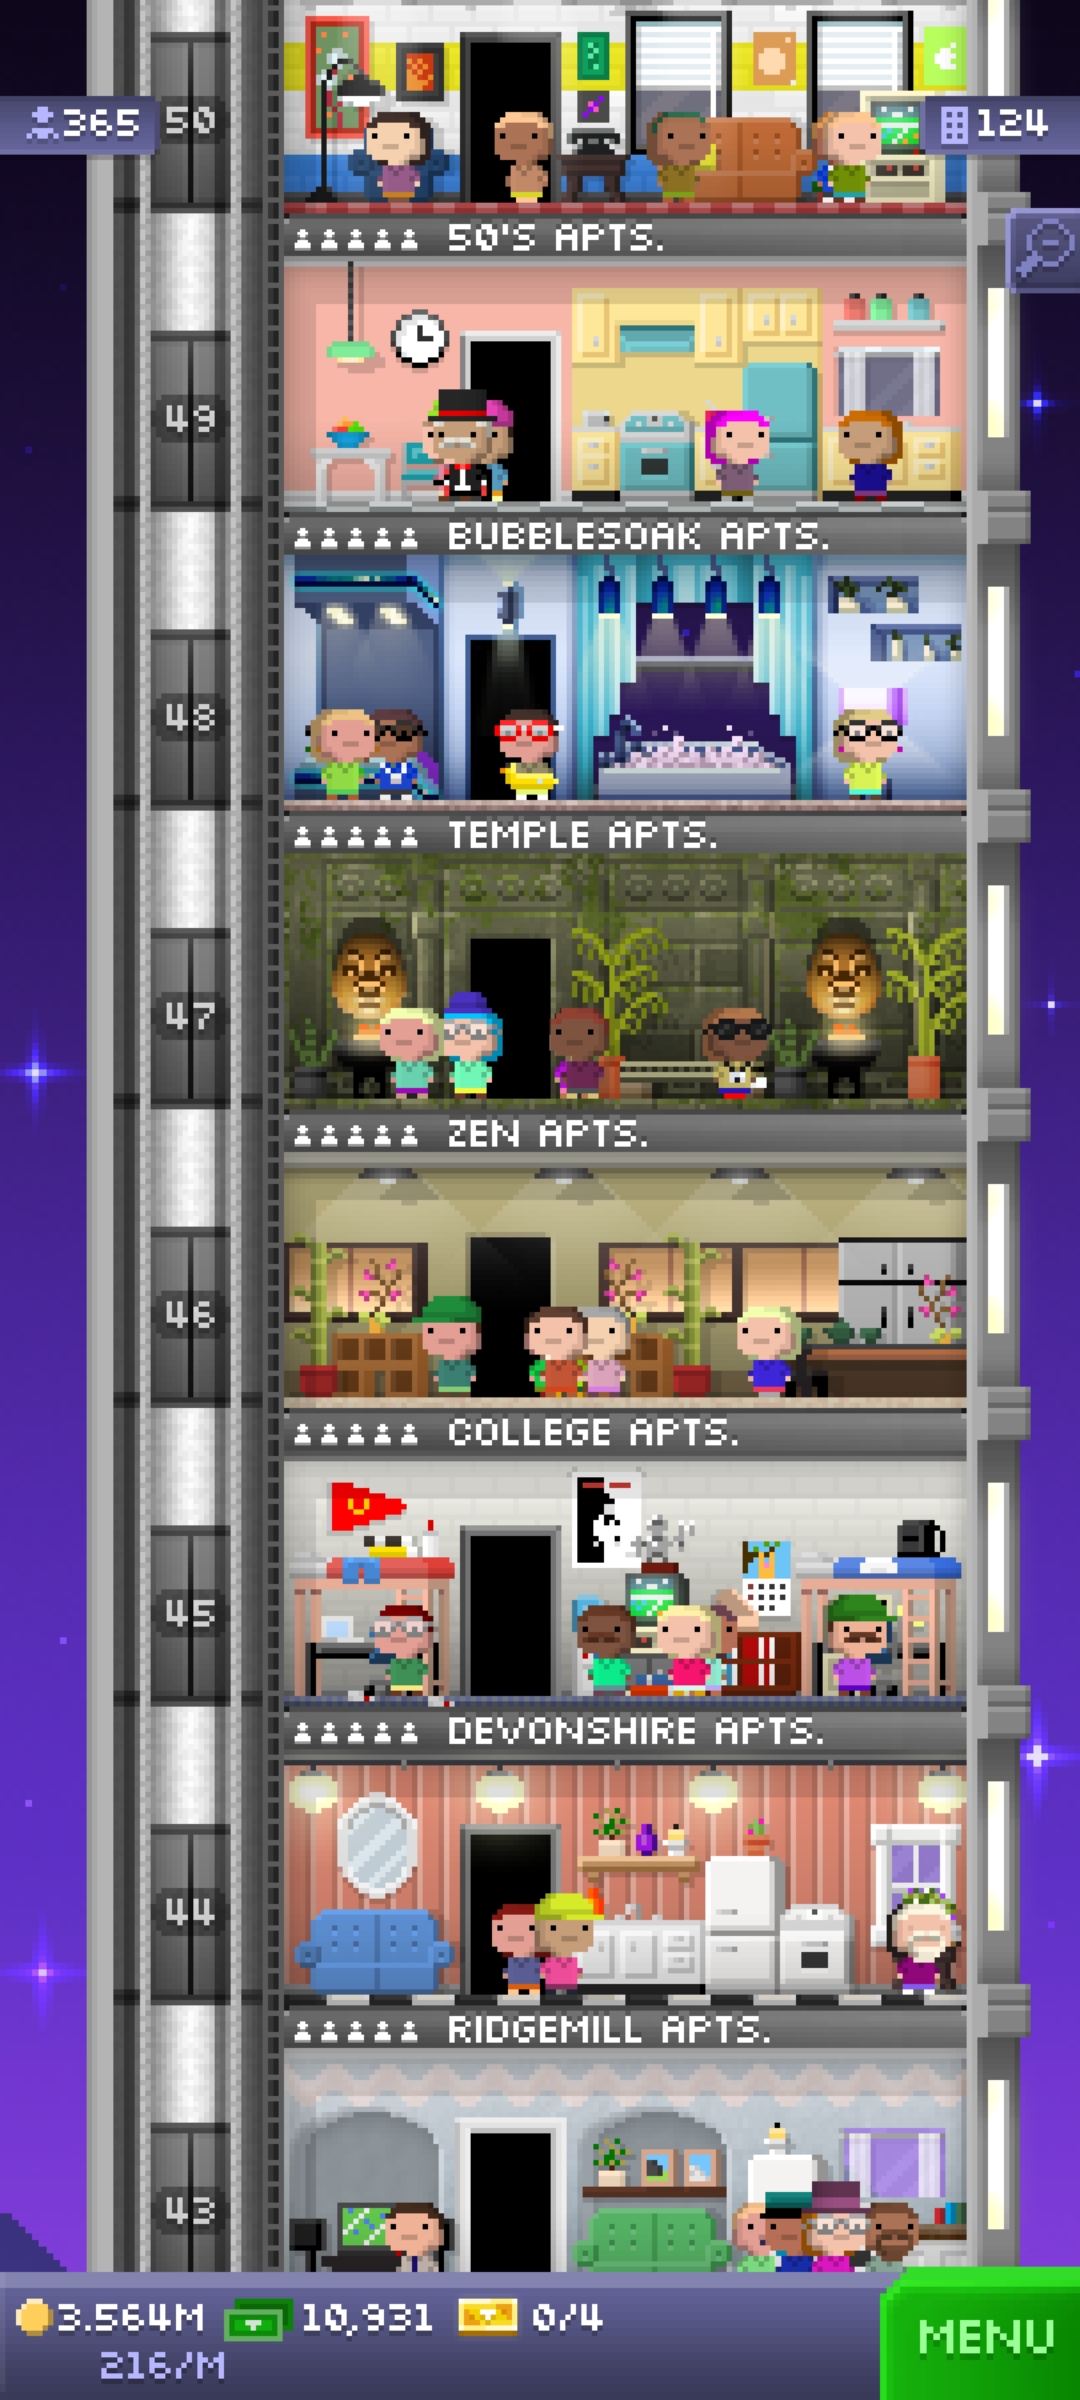 365
50
124
50'S APTS.
49
BUBBLESOAK APTS.
48
TEMPLE APTS.
47
ZEN APTS.
46
COLLEGE APTS.
45
DEVONSHIRE APTS.
44
RIDGEMILL APTS.
43
3.564M 10,931 0/4
216/M
MENU